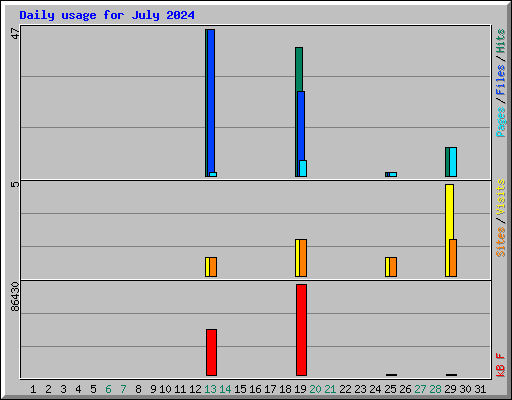 Daily usage for July 2024
47
5
86430
Pages/Files/Hits
Sites/Visits
kB F
1 2 3 4 5 6 7 8 9 10 11 12 13 14 15 16 17 18 19 20 21 22 23 24 25 26 27 28 29 30 31